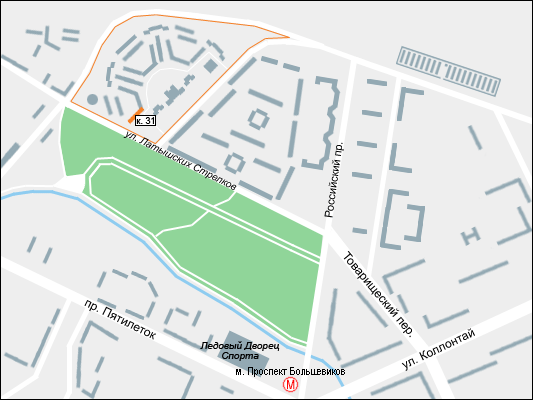 к. 31
ул. Латышских Стрелков
Российский пр.
Товарищеский пер.
пр. Пятилеток
ул. Коллонтай
Ледовый Дворец
Спорта
м. Проспект Большевиков
М